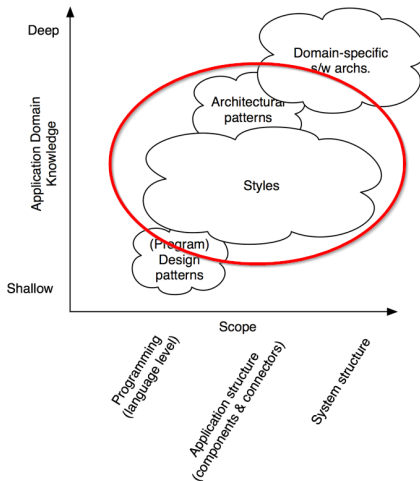 Deep
Domain-specific
s/w archs.
Architectural
patterns
Application Domain
Knowledge
Styles
(Program)
Design
patterns
Shallow
Scope
Programming
(language level)
Application structure
(components & connectors)
System structure